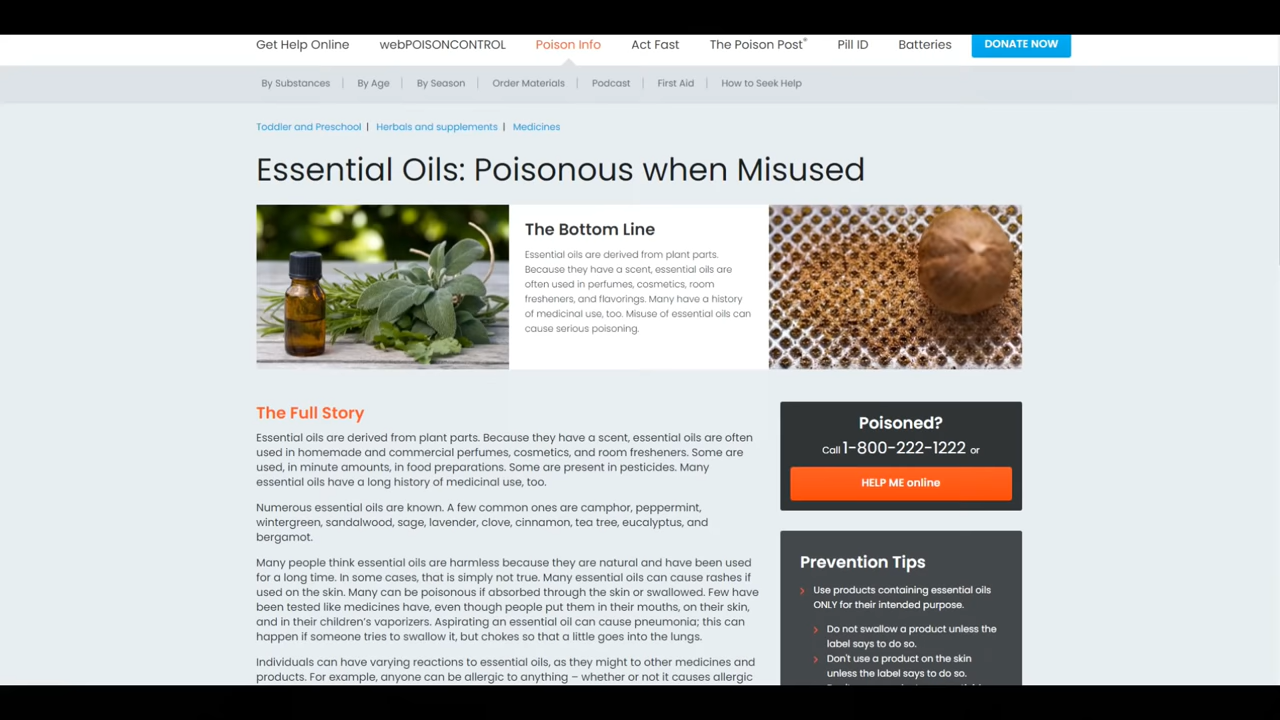 Get Help Online webPOISONCONTROL Poison Info Act Fast The Poison Post® Pill ID Batteries DONATE NOW
By Substances | By Age | By Season | Order Materials | Podcast | First Aid | How to Seek Help
Toddler and Preschool | Herbals and supplements | Medicines
Essential Oils: Poisonous when Misused
The Bottom Line
Essential oils are derived from plant parts.
Because they have a scent, essential oils are
often used in perfumes, cosmetics, room
fresheners, and flavorings. Many have a history
of medicinal use, too. Misuse of essential oils can
cause serious poisoning.
The Full Story
Essential oils are derived from plant parts. Because they have a scent, essential oils are often
used in homemade and commercial perfumes, cosmetics, and room fresheners. Some are
used, in minute amounts, in food preparations. Some are present in pesticides. Many
essential oils have a long history of medicinal use, too.
Numerous essential oils are known. A few common ones are camphor, peppermint,
wintergreen, sandalwood, sage, lavender, clove, cinnamon, tea tree, eucalyptus, and
bergamot.
Many people think essential oils are harmless because they are natural and have been used
for a long time. In some cases, that is simply not true. Many essential oils can cause rashes if
used on the skin. Many can be poisonous if absorbed through the skin or swallowed. Few have
been tested like medicines have, even though people put them in their mouths, on their skin,
and in their children's vaporizers. Aspirating an essential oil can cause pneumonia; this can
happen if someone tries to swallow it, but chokes so that a little goes into the lungs.
Individuals can have varying reactions to essential oils, as they might to other medicines and
products. For example, anyone can be allergic to anything – whether or not it causes allergic
Poisoned?
Call 1-800-222-1222 or
HELP ME online
Prevention Tips
Use products containing essential oils
ONLY for their intended purpose.
Do not swallow a product unless the
label says to do so.
Don't use a product on the skin
unless the label says to do so.